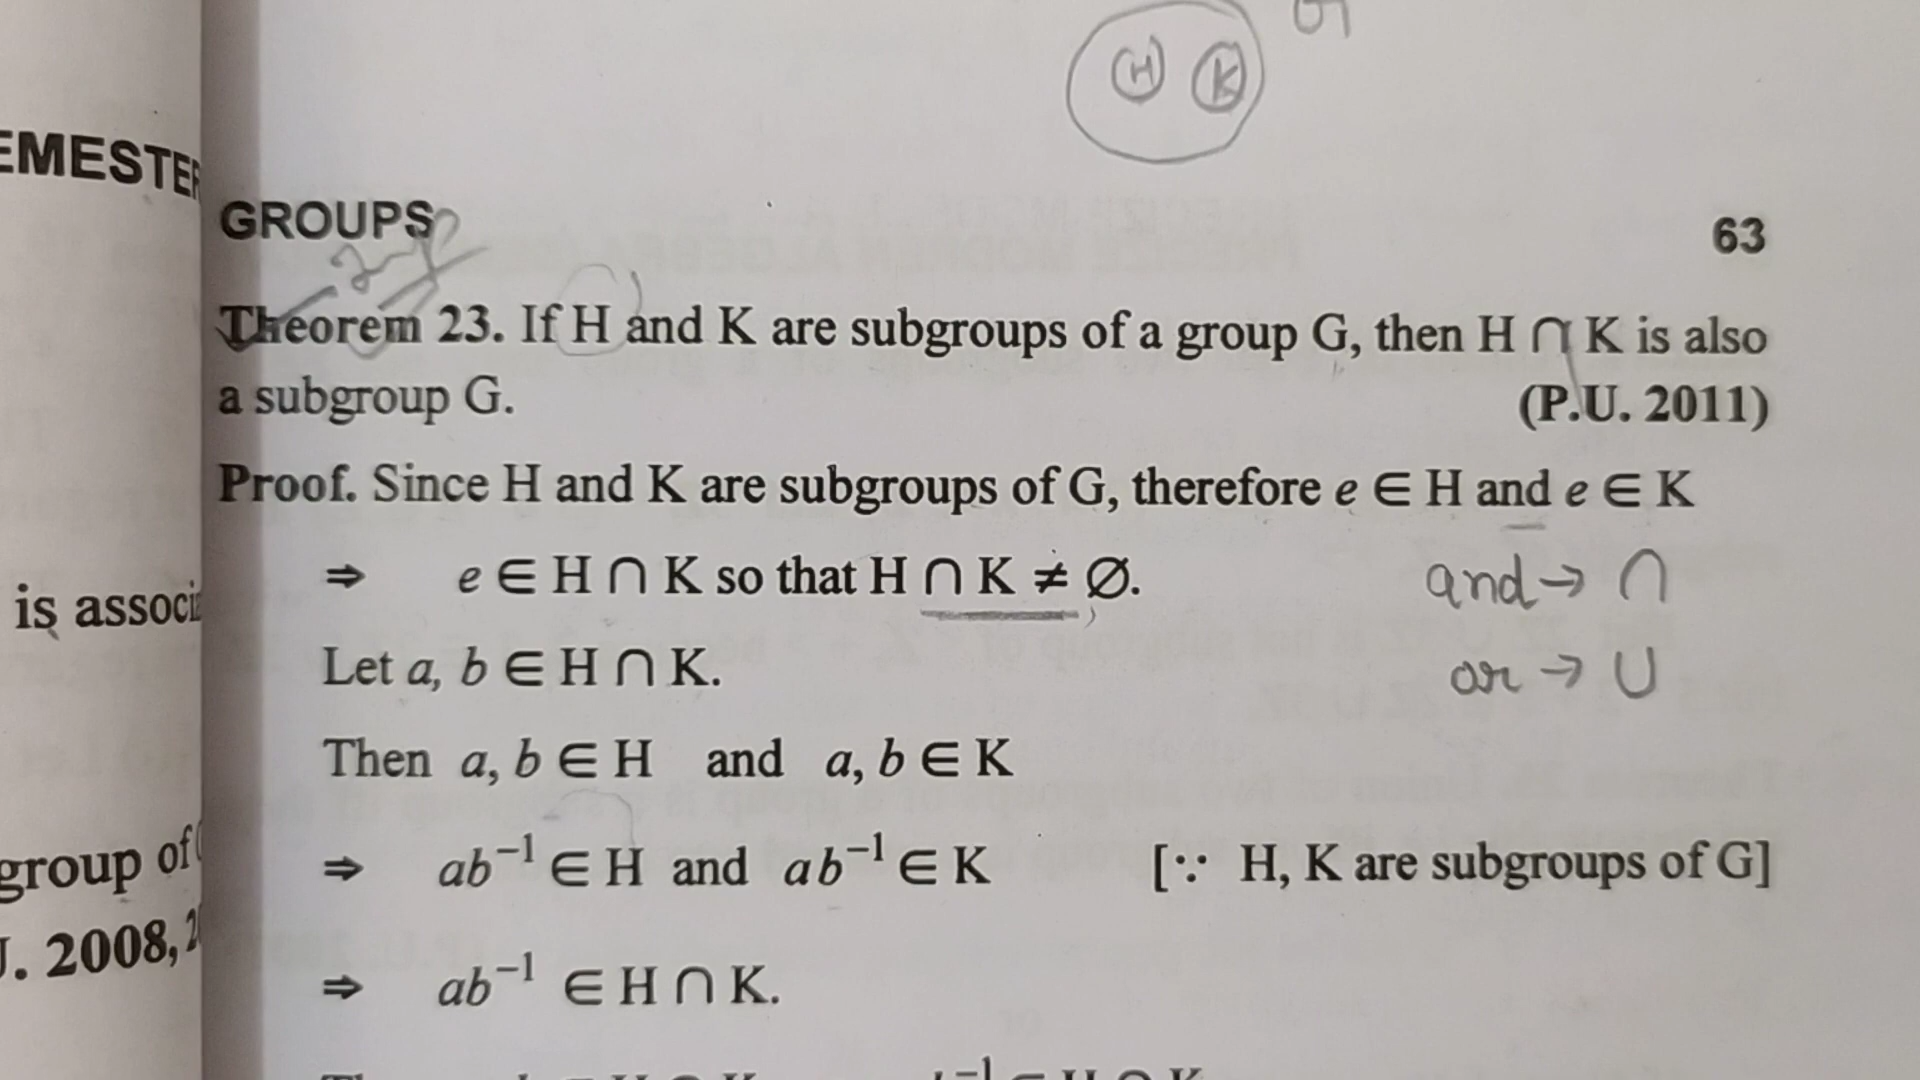 H K G
EMESTER
GROUPS 63
Theorem 23. If H and K are subgroups of a group G, then H ∩ K is also
a subgroup G. (P.U. 2011)
Proof. Since H and K are subgroups of G, therefore e ∈ H and e ∈ K
⇒ e ∈ H ∩ K so that H ∩ K ≠ Ø.
and → ∩
is associ
Let a, b ∈ H ∩ K.
or → ∪
Then a, b ∈ H and a, b ∈ K
group of
⇒ ab⁻¹ ∈ H and ab⁻¹ ∈ K [∵ H, K are subgroups of G]
J. 2008,
⇒ ab⁻¹ ∈ H ∩ K.